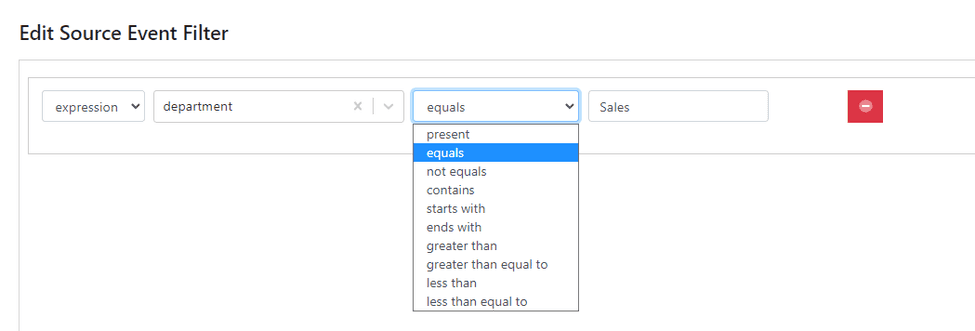 Edit Source Event Filter
expression department equals Sales
present
equals
not equals
contains
starts with
ends with
greater than
greater than equal to
less than
less than equal to